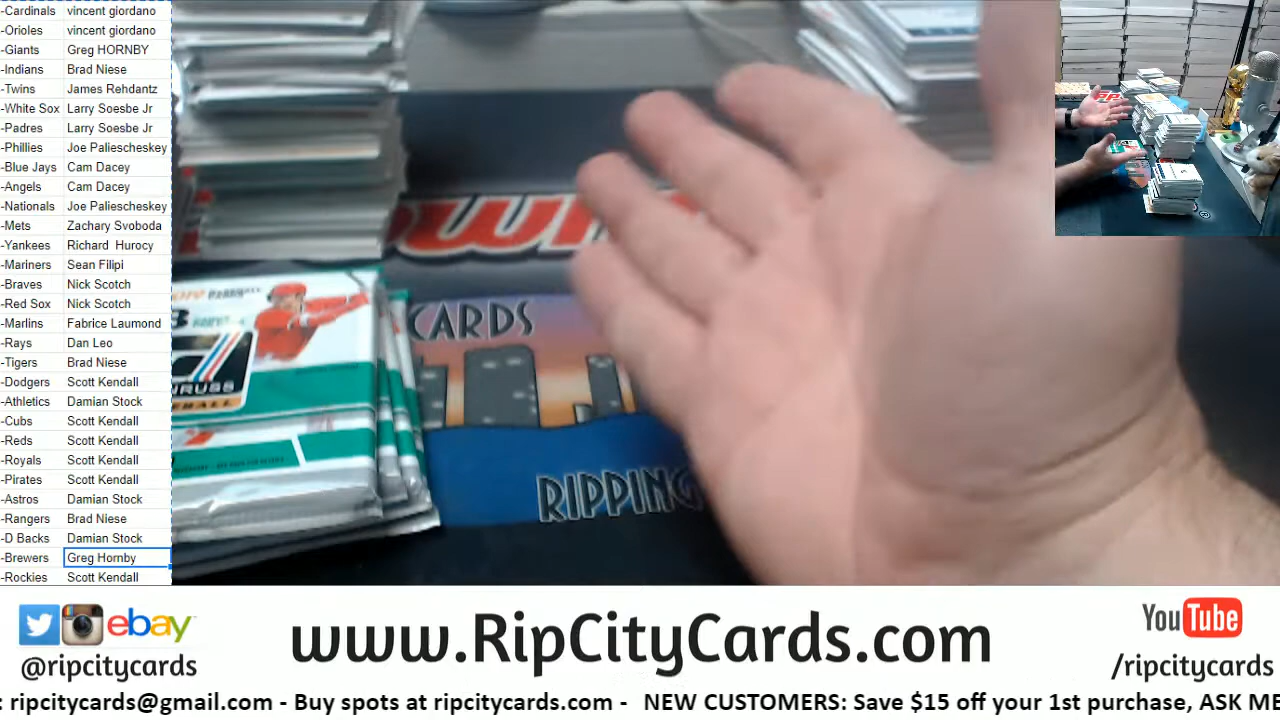 -Cardinals vincent giordano
-Orioles vincent giordano
-Giants Greg HORNBY
-Indians Brad Niese
-Twins James Rehdantz
-White Sox Larry Soesbe Jr
-Padres Larry Soesbe Jr
-Phillies Joe Paliescheskey
-Blue Jays Cam Dacey
-Angels Cam Dacey
-Nationals Joe Paliescheskey
-Mets Zachary Svoboda
-Yankees Richard Hurocy
-Mariners Sean Filipi
-Braves Nick Scotch
-Red Sox Nick Scotch
-Marlins Fabrice Laumond
-Rays Dan Leo
-Tigers Brad Niese
-Dodgers Scott Kendall
-Athletics Damian Stock
-Cubs Scott Kendall
-Reds Scott Kendall
-Royals Scott Kendall
-Pirates Scott Kendall
-Astros Damian Stock
-Rangers Brad Niese
-D Backs Damian Stock
-Brewers Greg Hornby
-Rockies Scott Kendall
CARDS
RIPPING
ebay
@ripcitycards
www.RipCityCards.com
YouTube
/ripcitycards
: ripcitycards@gmail.com - Buy spots at ripcitycards.com - NEW CUSTOMERS: Save $15 off your 1st purchase, ASK ME